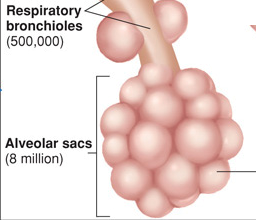 Respiratory
bronchioles
(500,000)
Alveolar sacs
(8 million)